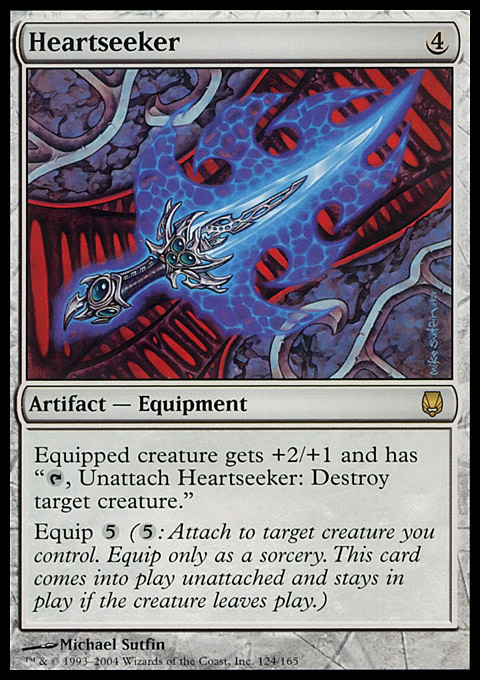 Heartseeker 4
mike sutfin
Artifact — Equipment
Equipped creature gets +2/+1 and has
“, Unattach Heartseeker: Destroy
target creature.”
Equip 5 (5: Attach to target creature you
control. Equip only as a sorcery. This card
comes into play unattached and stays in
play if the creature leaves play.)
Michael Sutfin
™ & © 1993–2004 Wizards of the Coast, Inc. 124/165